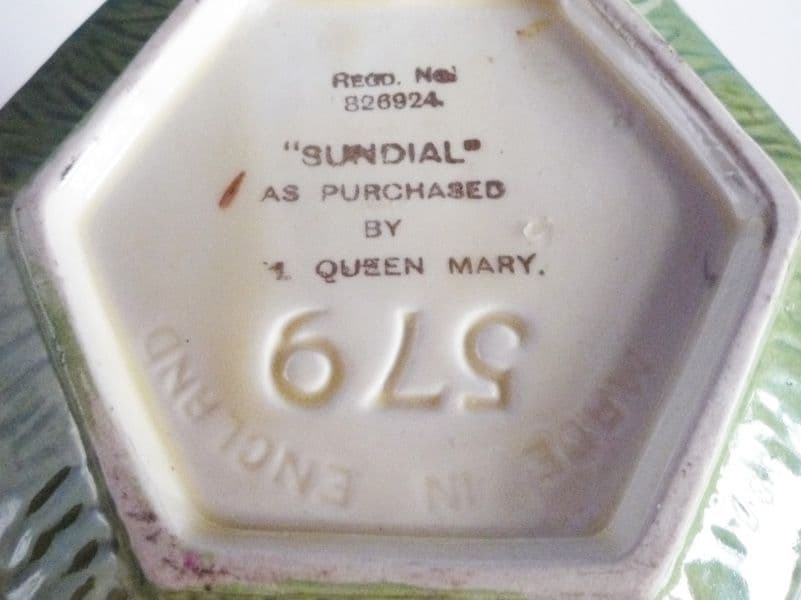 REGD. No.
826924.
"SUNDIAL"
AS PURCHASED
BY
QUEEN MARY.
579
MADE IN ENGLAND